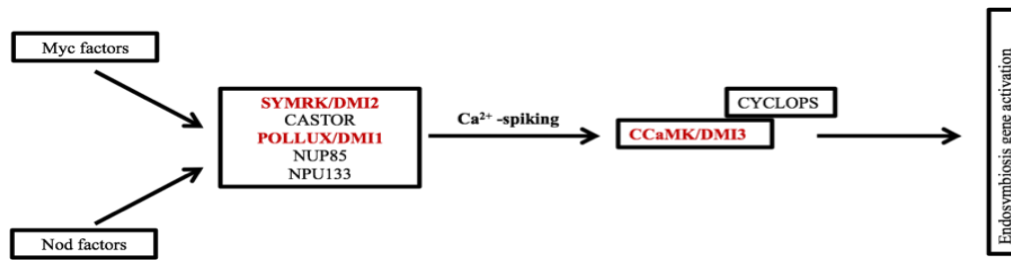 Myc factors
SYMRK/DMI2
CASTOR
POLLUX/DMI1
NUP85
NPU133
Nod factors
Ca²⁺ -spiking
CYCLOPS
CCaMK/DMI3
Endosymbiosis gene activation